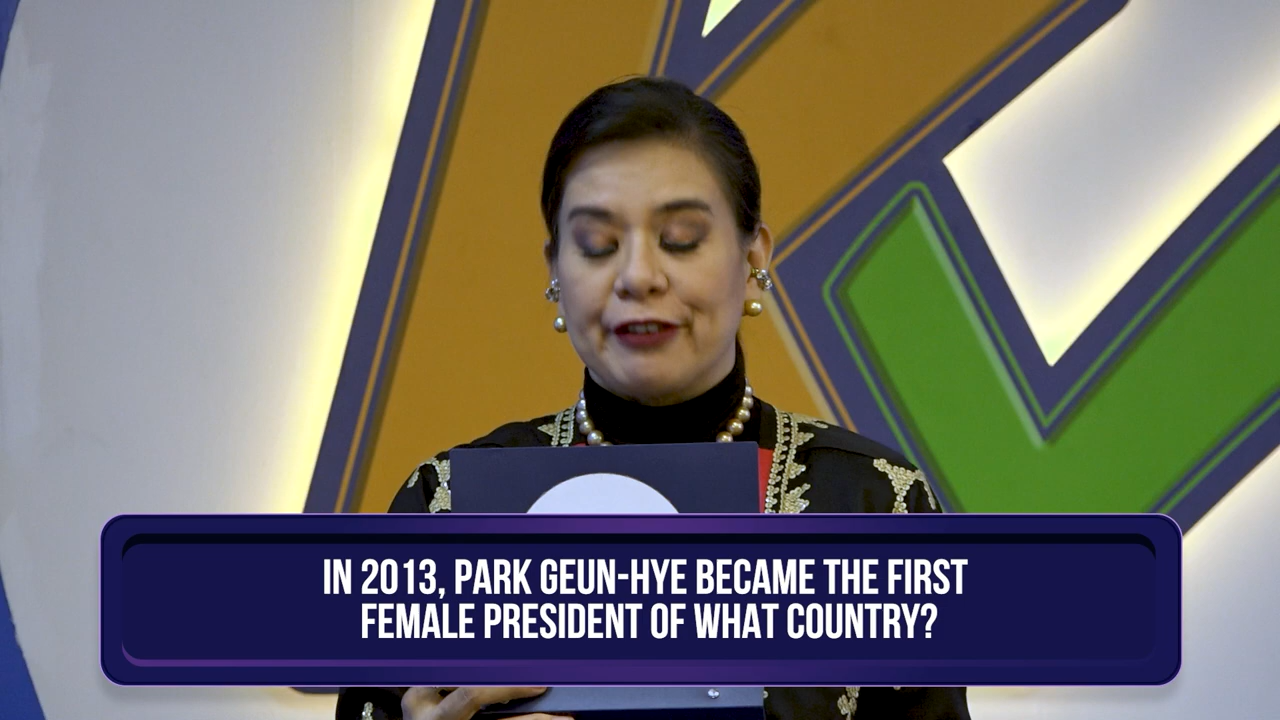 IN 2013, PARK GEUN-HYE BECAME THE FIRST
FEMALE PRESIDENT OF WHAT COUNTRY?